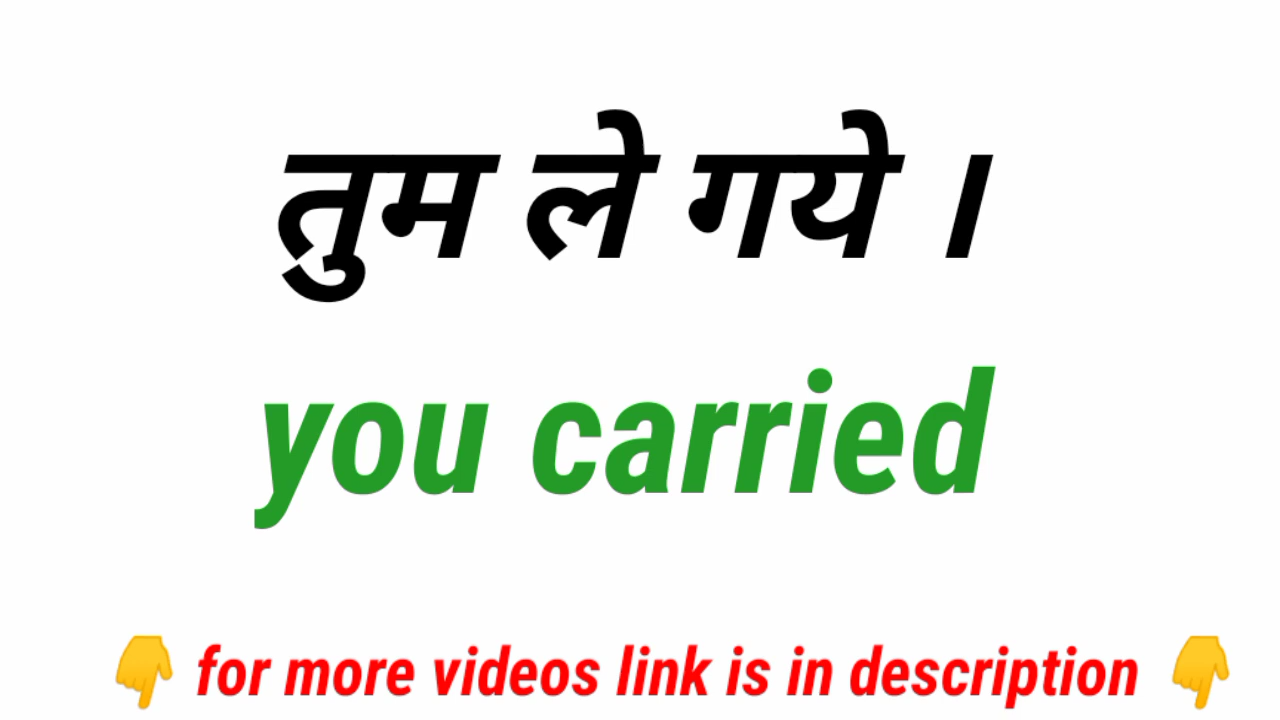 तुम ले गये ।
you carried
👇 for more videos link is in description 👇